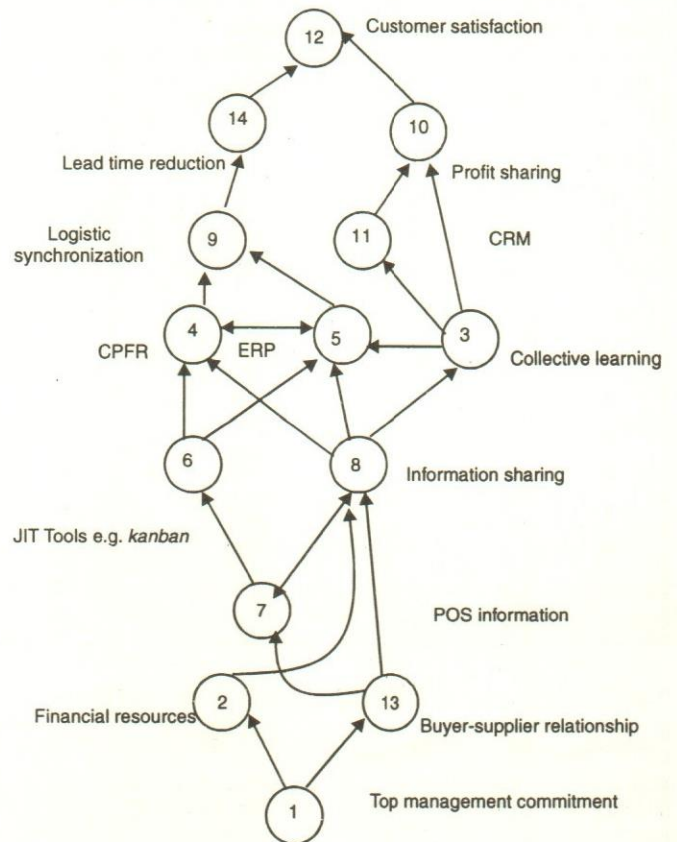 12 Customer satisfaction
14
10
Lead time reduction
Profit sharing
Logistic
synchronization
9
11
CRM
4
5
3
CPFR
ERP
Collective learning
6
8
Information sharing
JIT Tools e.g. kanban
7
POS information
2
13
Financial resources
Buyer-supplier relationship
1
Top management commitment